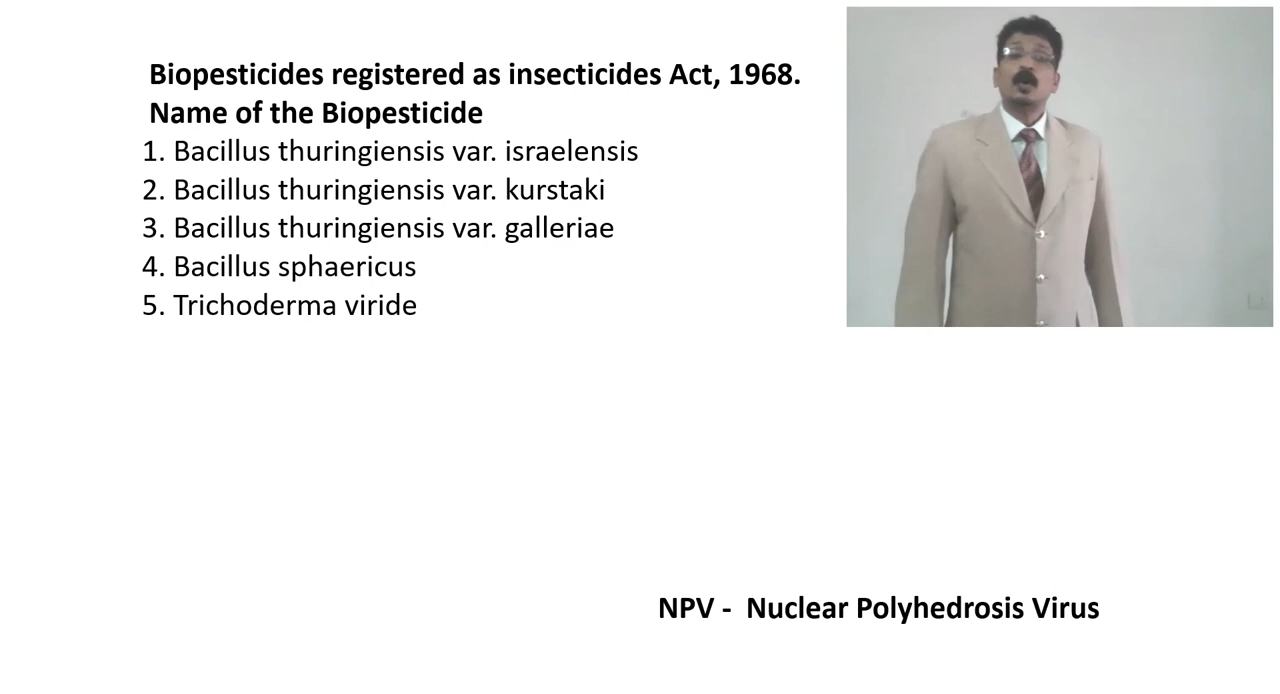 Biopesticides registered as insecticides Act, 1968.
Name of the Biopesticide
1. Bacillus thuringiensis var. israelensis
2. Bacillus thuringiensis var. kurstaki
3. Bacillus thuringiensis var. galleriae
4. Bacillus sphaericus
5. Trichoderma viride
NPV - Nuclear Polyhedrosis Virus